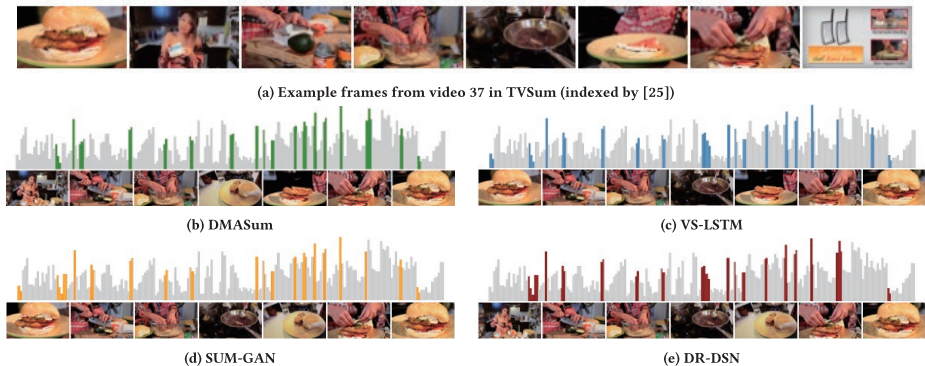 (a) Example frames from video 37 in TVSum (indexed by [25])
(b) DMASum
(c) VS-LSTM
(d) SUM-GAN
(e) DR-DSN